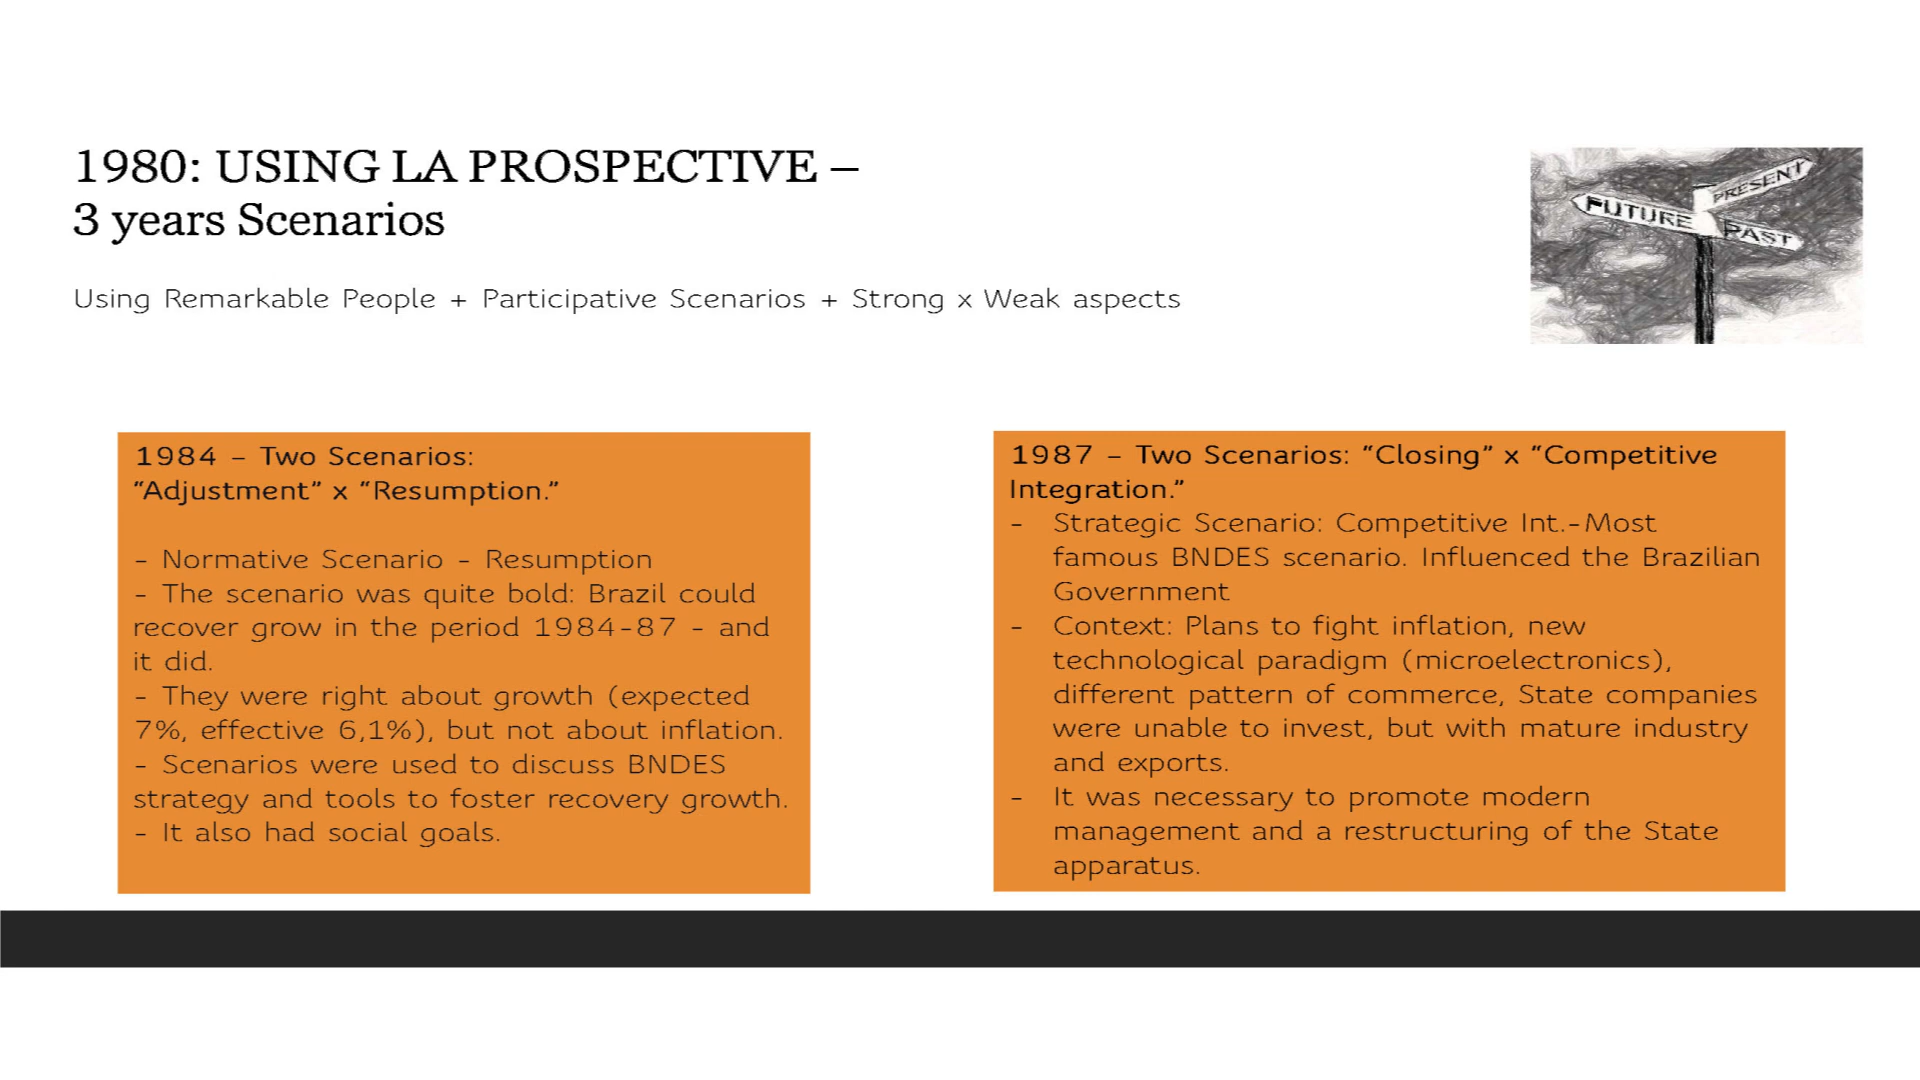 1980: USING LA PROSPECTIVE –
3 years Scenarios
PRESENT
FUTURE
PAST
Using Remarkable People + Participative Scenarios + Strong x Weak aspects
1984 – Two Scenarios:
“Adjustment” x “Resumption.”
- Normative Scenario - Resumption
- The scenario was quite bold: Brazil could
recover grow in the period 1984-87 - and
it did.
- They were right about growth (expected
7%, effective 6,1%), but not about inflation.
- Scenarios were used to discuss BNDES
strategy and tools to foster recovery growth.
- It also had social goals.
1987 – Two Scenarios: “Closing” x “Competitive
Integration.”
- Strategic Scenario: Competitive Int.-Most
famous BNDES scenario. Influenced the Brazilian
Government
- Context: Plans to fight inflation, new
technological paradigm (microelectronics),
different pattern of commerce, State companies
were unable to invest, but with mature industry
and exports.
- It was necessary to promote modern
management and a restructuring of the State
apparatus.